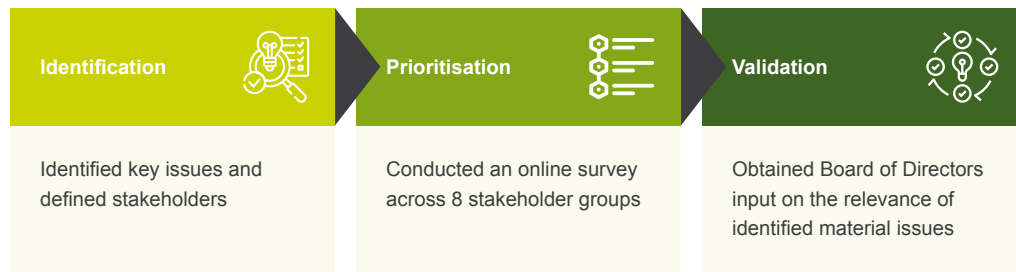 Identification
Identified key issues and
defined stakeholders
Prioritisation
Conducted an online survey
across 8 stakeholder groups
Validation
Obtained Board of Directors
input on the relevance of
identified material issues